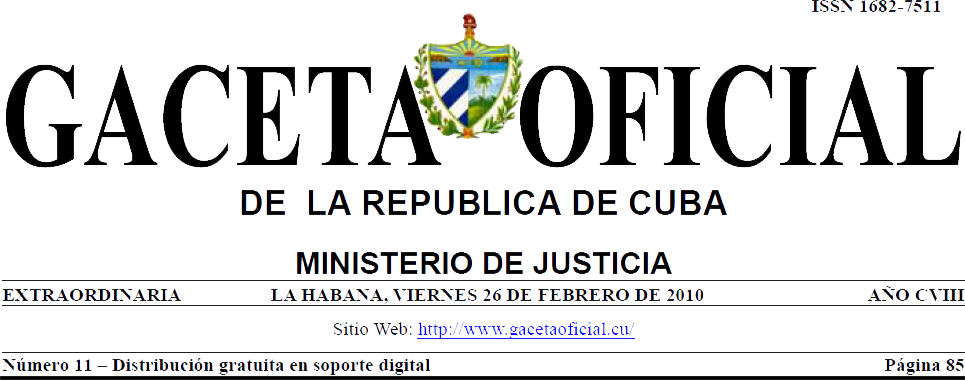 ISSN 1682-7511
GACETA OFICIAL
DE LA REPUBLICA DE CUBA
MINISTERIO DE JUSTICIA
EXTRAORDINARIA LA HABANA, VIERNES 26 DE FEBRERO DE 2010 AÑO CVIII
Sitio Web: http://www.gacetaoficial.cu/
Número 11 – Distribución gratuita en soporte digital Página 85